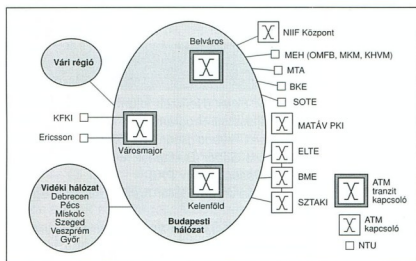 Vári régió
Belváros
NIIF Központ
MEH (OMFB, MKM, KHVM)
MTA
BKE
SOTE
KFKI
Ericsson
Városmajor
MATÁV PKI
ELTE
BME
SZTAKI
Vidéki hálózat
Debrecen
Pécs
Miskolc
Szeged
Veszprém
Győr
Kelenföld
Budapesti
hálózat
ATM
tranzit
kapcsoló
ATM
kapcsoló
NTU